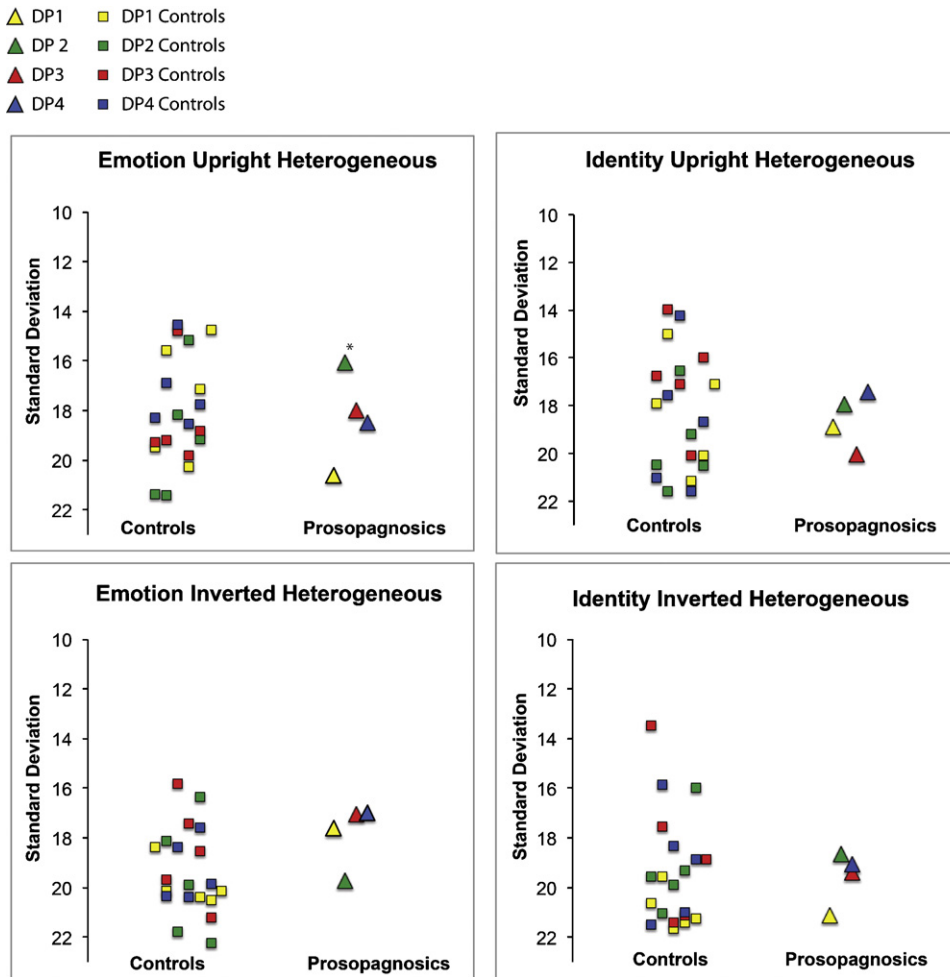 DP1 DP1 Controls
DP 2 DP2 Controls
DP3 DP3 Controls
DP4 DP4 Controls
Emotion Upright Heterogeneous
Standard Deviation
10
12
14
16
18
20
22
*
Controls Prosopagnosics
Identity Upright Heterogeneous
Standard Deviation
10
12
14
16
18
20
22
Controls Prosopagnosics
Emotion Inverted Heterogeneous
Standard Deviation
10
12
14
16
18
20
22
Controls Prosopagnosics
Identity Inverted Heterogeneous
Standard Deviation
10
12
14
16
18
20
22
Controls Prosopagnosics